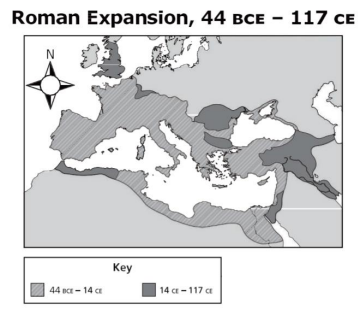 Roman Expansion, 44 BCE – 117 CE
N
Key
44 BCE – 14 CE 14 CE – 117 CE